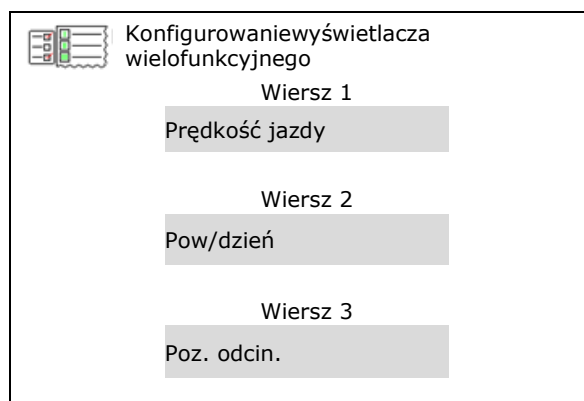 Konfigurowaniewyświetlacza
wielofunkcyjnego
Wiersz 1
Prędkość jazdy
Wiersz 2
Pow/dzień
Wiersz 3
Poz. odcin.